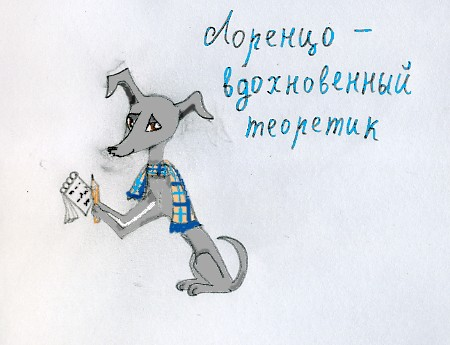 Лоренцо –
вдохновенный
теоретик